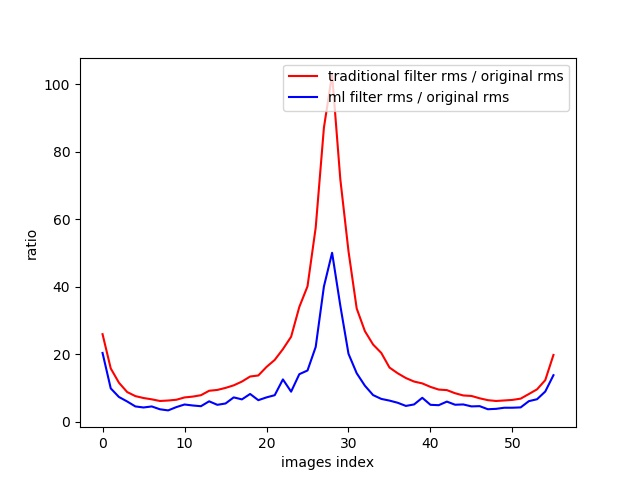 traditional filter rms / original rms
ml filter rms / original rms
100
80
60
40
20
0
ratio
0 10 20 30 40 50
images index